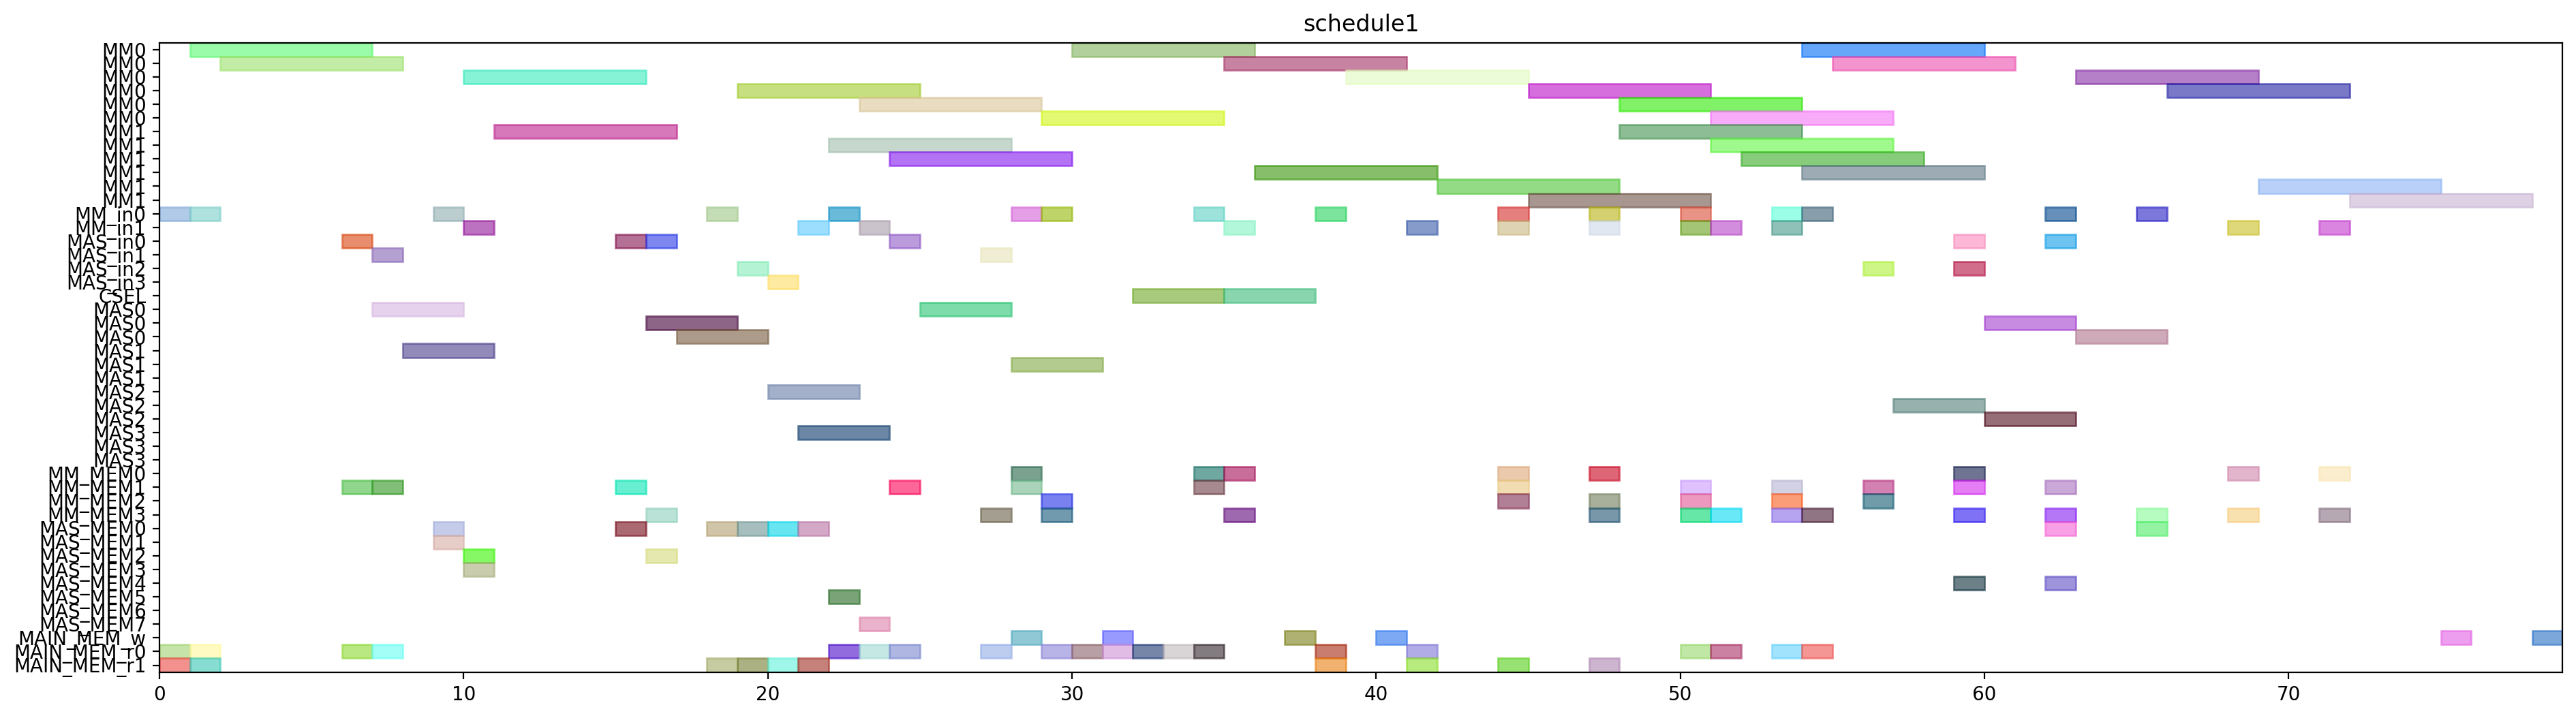 schedule1
MM0
MM0
MM0
MM0
MM0
MM0
MM1
MM1
MM1
MM1
MM1
MM1
MM_in0
MM_in1
MAS_in0
MAS_in1
MAS_in2
MAS_in3
CSEL
MAS0
MAS0
MAS0
MAS1
MAS1
MAS1
MAS2
MAS2
MAS2
MAS3
MAS3
MAS3
MM_MEM0
MM_MEM1
MM_MEM2
MM_MEM3
MAS_MEM0
MAS_MEM1
MAS_MEM2
MAS_MEM3
MAS_MEM4
MAS_MEM5
MAS_MEM6
MAS_MEM7
MAIN_MEM_w
MAIN_MEM_r0
MAIN_MEM_r1
0 10 20 30 40 50 60 70